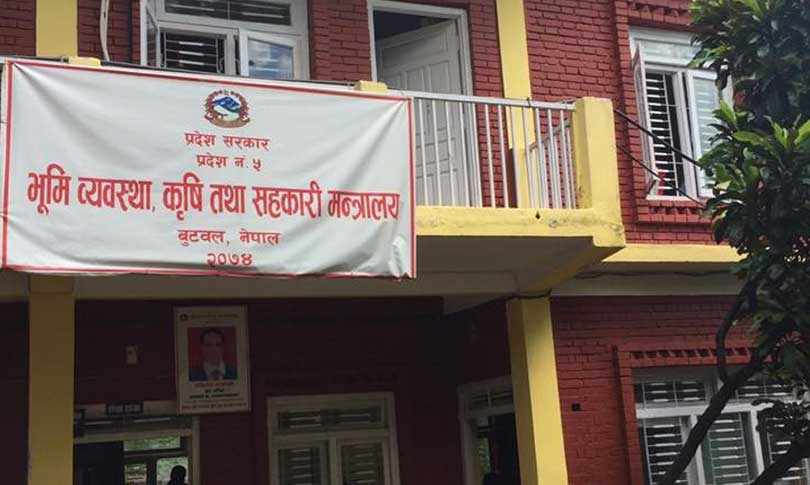 प्रदेश सरकार
प्रदेश नं. ५
भूमि व्यवस्था, कृषि तथा सहकारी मन्त्रालय
बुटवल, नेपाल
२०७४